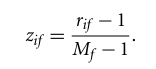 z_{if} = \frac{r_{if} - 1}{M_f - 1}.